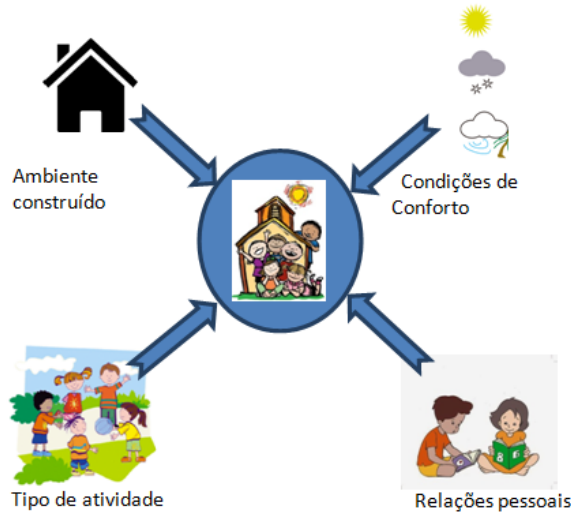 Ambiente
construído
Condições de
Conforto
Tipo de atividade
Relações pessoais